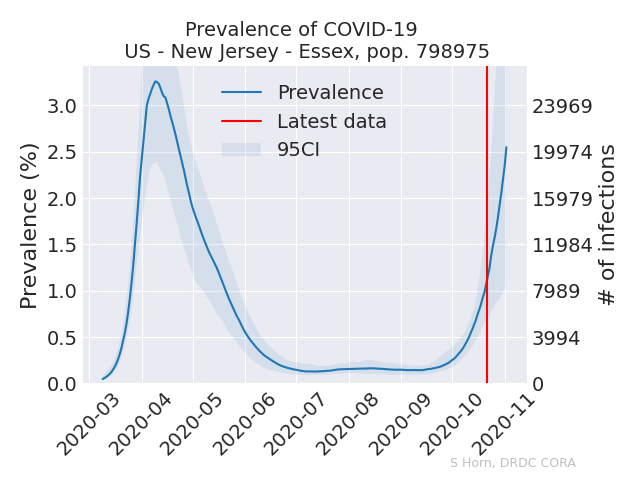 Prevalence of COVID-19
US - New Jersey - Essex, pop. 798975
Prevalence
Latest data
95CI
Prevalence (%)
3.0
2.5
2.0
1.5
1.0
0.5
0.0
23969
19974
15979
11984
7989
3994
0
# of infections
2020-03
2020-04
2020-05
2020-06
2020-07
2020-08
2020-09
2020-10
2020-11
S Horn, DRDC CORA